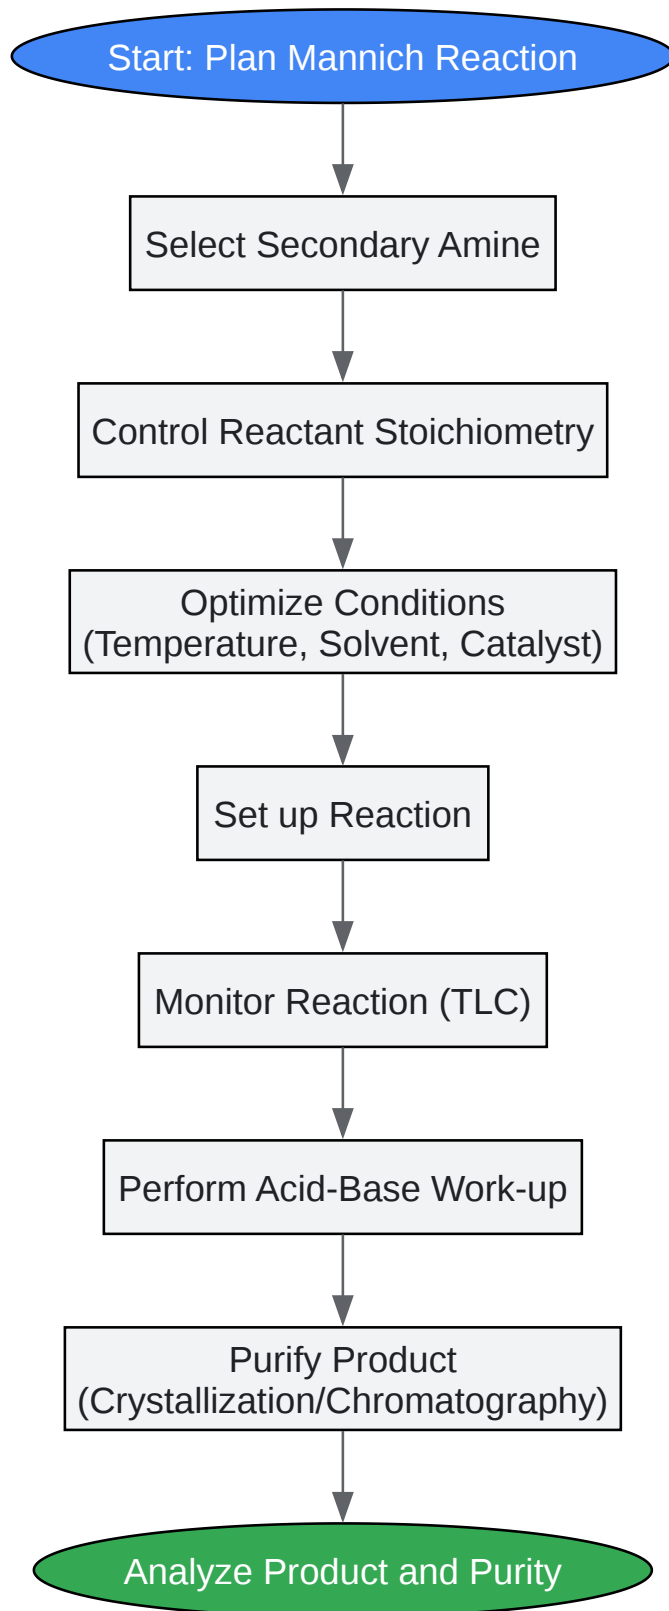 Start: Plan Mannich Reaction
Select Secondary Amine
Control Reactant Stoichiometry
Optimize Conditions
(Temperature, Solvent, Catalyst)
Set up Reaction
Monitor Reaction (TLC)
Perform Acid-Base Work-up
Purify Product
(Crystallization/Chromatography)
Analyze Product and Purity